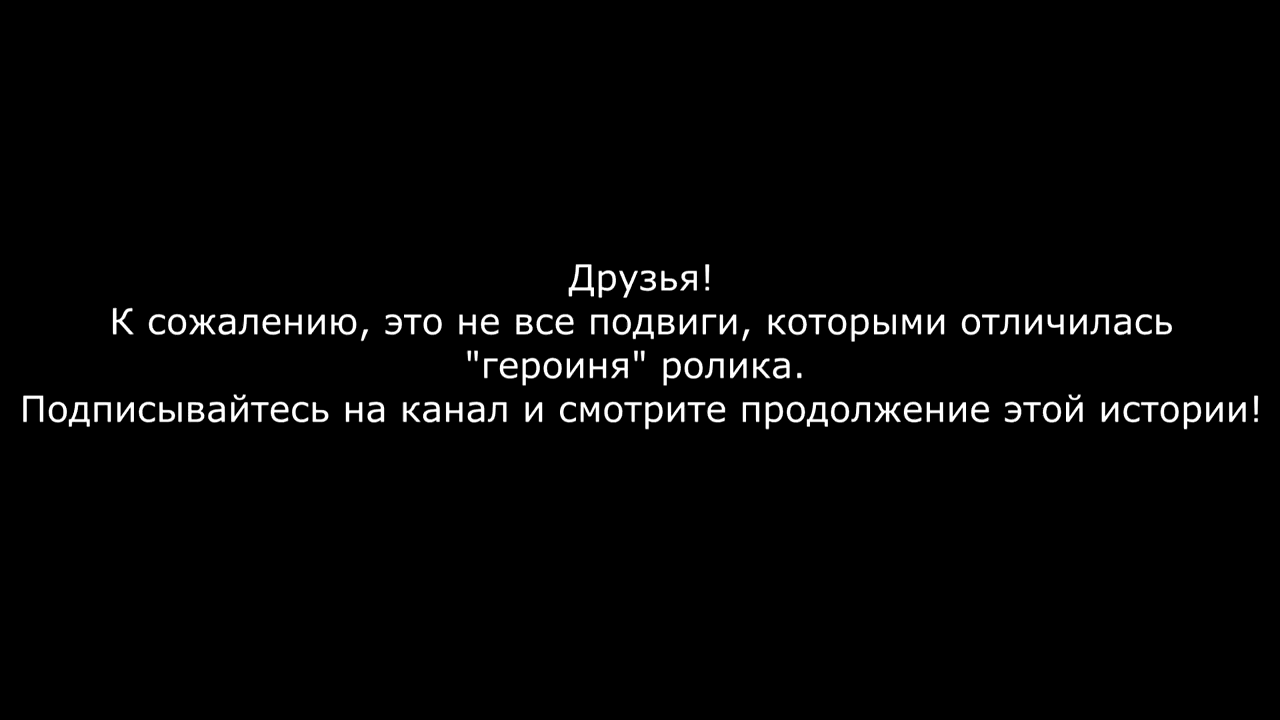 Друзья!
К сожалению, это не все подвиги, которыми отличилась
"героиня" ролика.
Подписывайтесь на канал и смотрите продолжение этой истории!